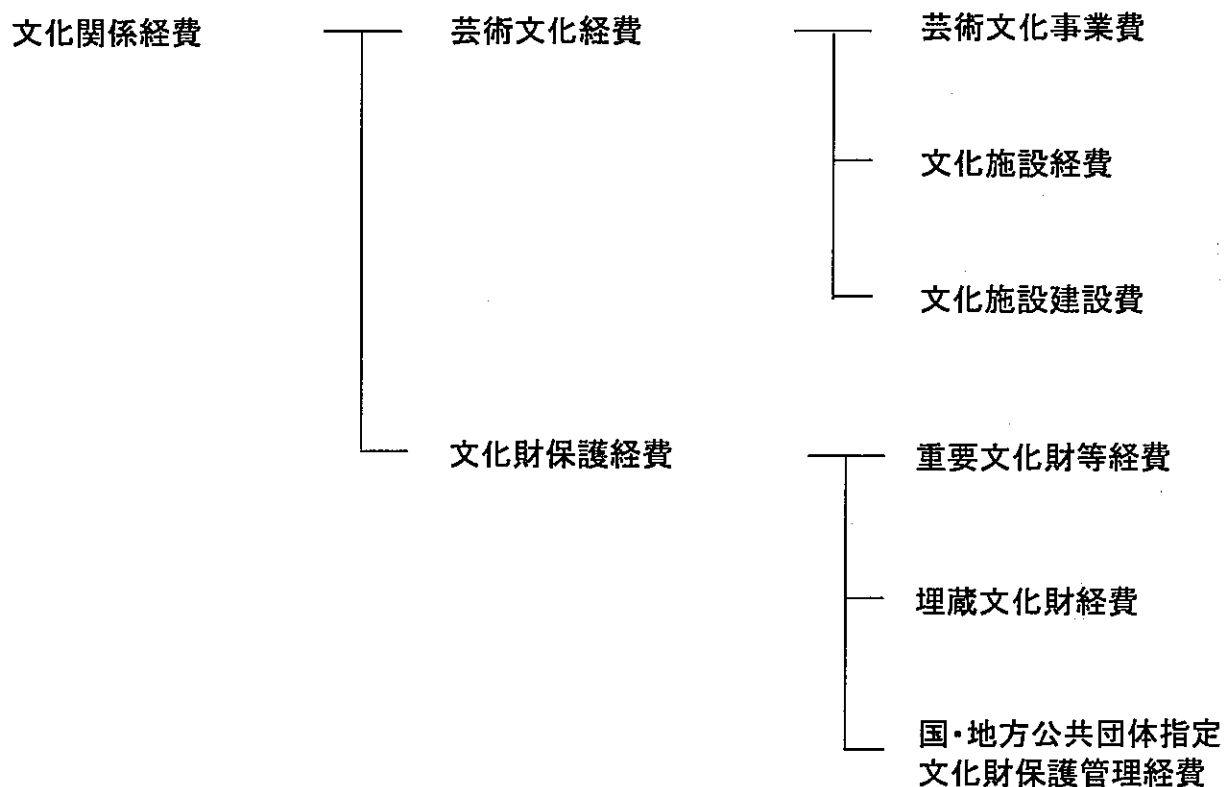 文化関係経費
芸術文化経費
芸術文化事業費
文化施設経費
文化施設建設費
文化財保護経費
重要文化財等経費
埋蔵文化財経費
国・地方公共団体指定
文化財保護管理経費